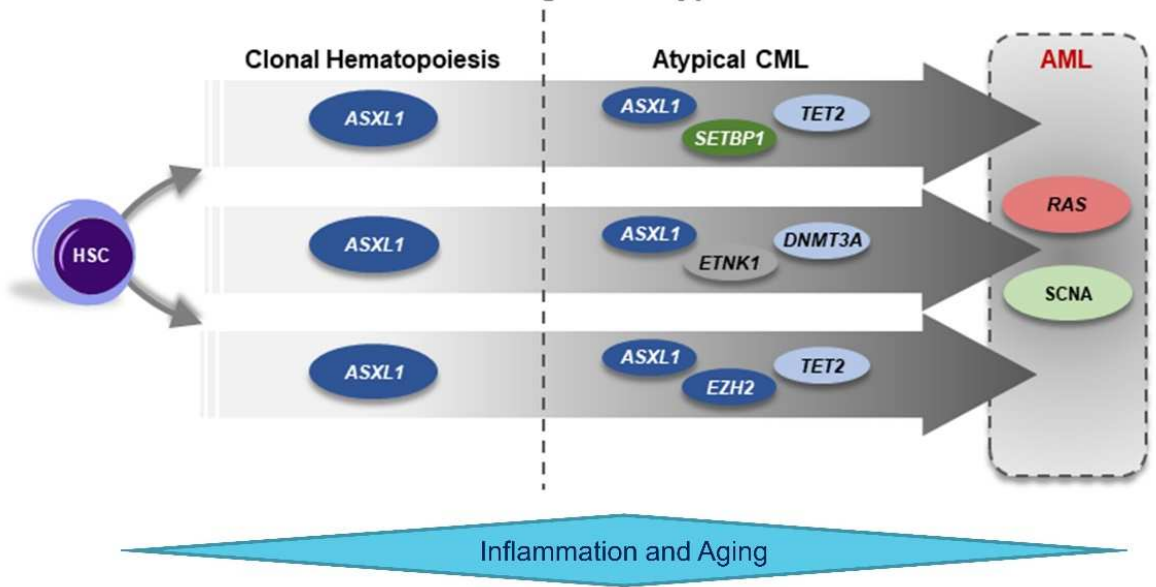 Clonal Hematopoiesis
Atypical CML
AML
ASXL1
ASXL1
TET2
SETBP1
HSC
ASXL1
ASXL1
DNMT3A
ETNK1
RAS
SCNA
ASXL1
ASXL1
TET2
EZH2
Inflammation and Aging